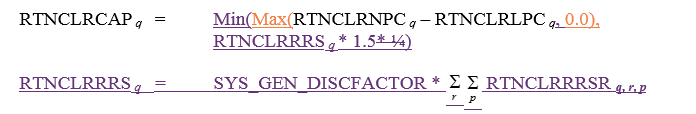 RTNCLRCAP q = Min(Max(RTNCLRNPC q – RTNCLRLPC q, 0.0),
RTNCLRRRS q * 1.5* ¼)
RTNCLRRRS q = SYS_GEN_DISCFACTOR * Σ Σ RTNCLRRRSR q, r, p
r p